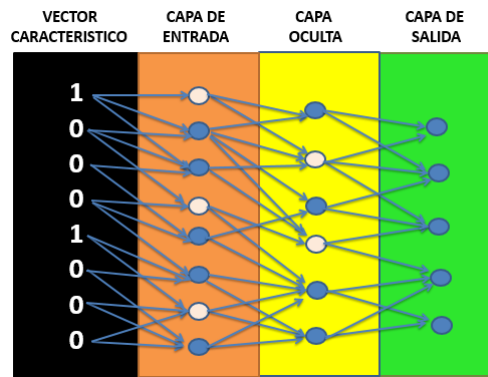 VECTOR
CARACTERISTICO
CAPA DE
ENTRADA
CAPA
OCULTA
CAPA DE
SALIDA
1
0
0
0
1
0
0
0